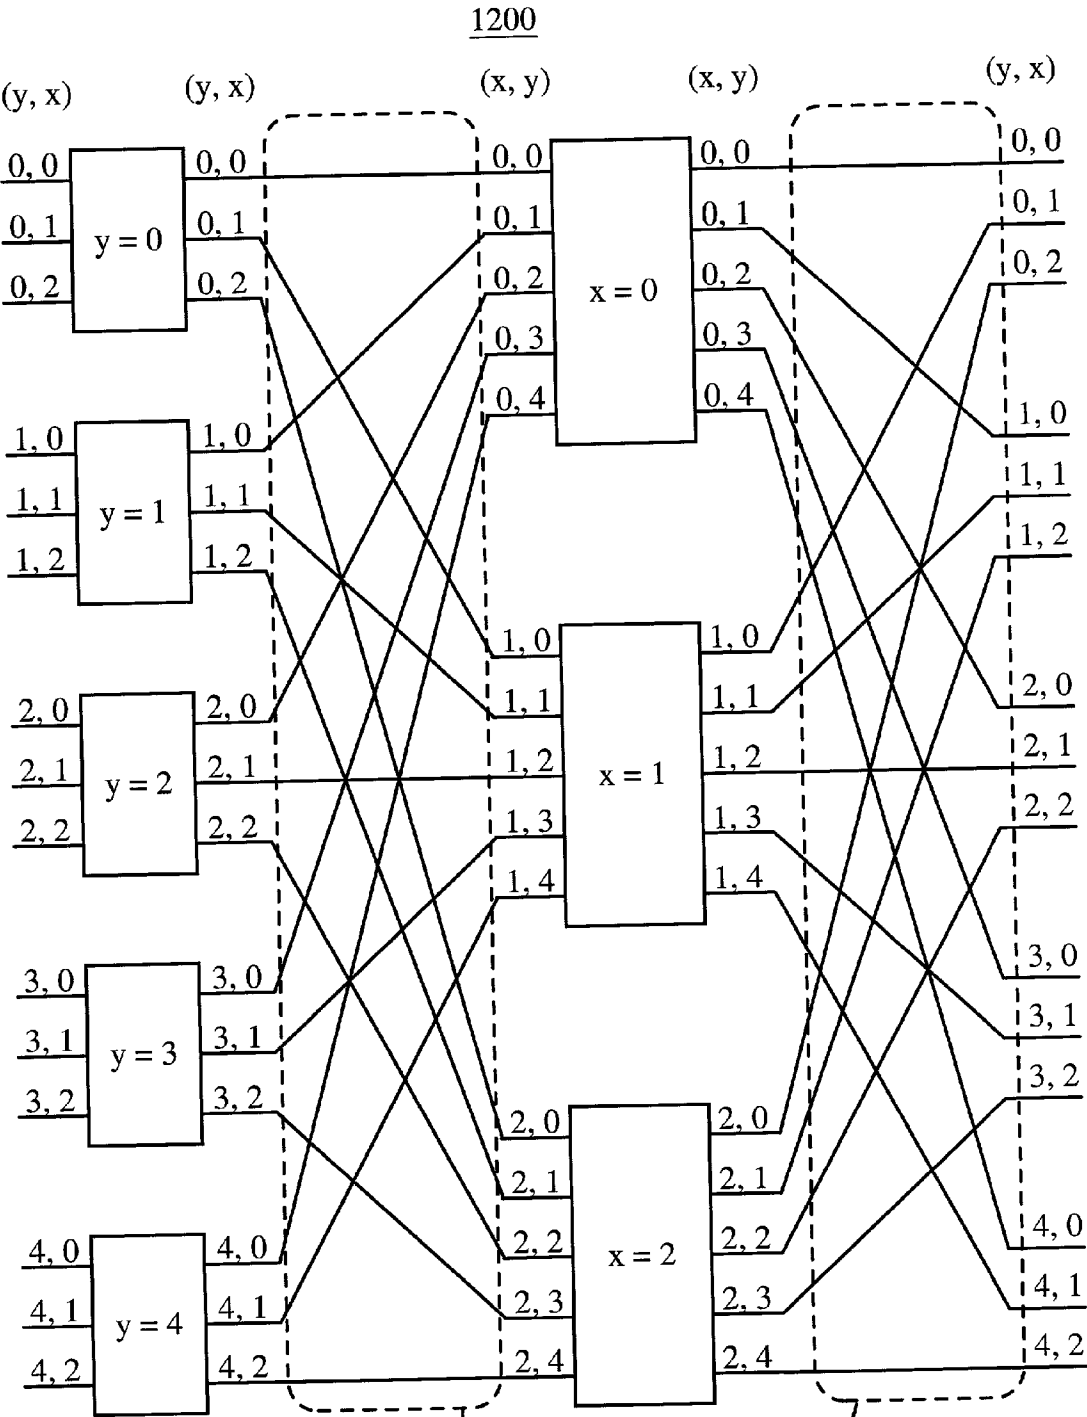 1200
(y, x) (y, x) (x, y) (x, y) (y, x)
0, 0 0, 0 0, 0 0, 0 0, 0
0, 1 y = 0 0, 1 0, 1 0, 1 0, 1
0, 2 0, 2 0, 2 x = 0 0, 2 0, 2
0, 3 0, 3
0, 4 0, 4
1, 0 1, 0 1, 0
1, 1 y = 1 1, 1 1, 1
1, 2 1, 2 1, 2
1, 0 1, 0
2, 0 2, 0 1, 1 1, 1 2, 0
2, 1 y = 2 2, 1 1, 2 x = 1 1, 2 2, 1
2, 2 2, 2 1, 3 1, 3 2, 2
1, 4 1, 4
3, 0 3, 0 3, 0
3, 1 y = 3 3, 1 3, 1
3, 2 3, 2 3, 2
2, 0 2, 0
2, 1 2, 1
4, 0 4, 0 2, 2 x = 2 2, 2 4, 0
4, 1 y = 4 4, 1 2, 3 2, 3 4, 1
4, 2 4, 2 2, 4 2, 4 4, 2